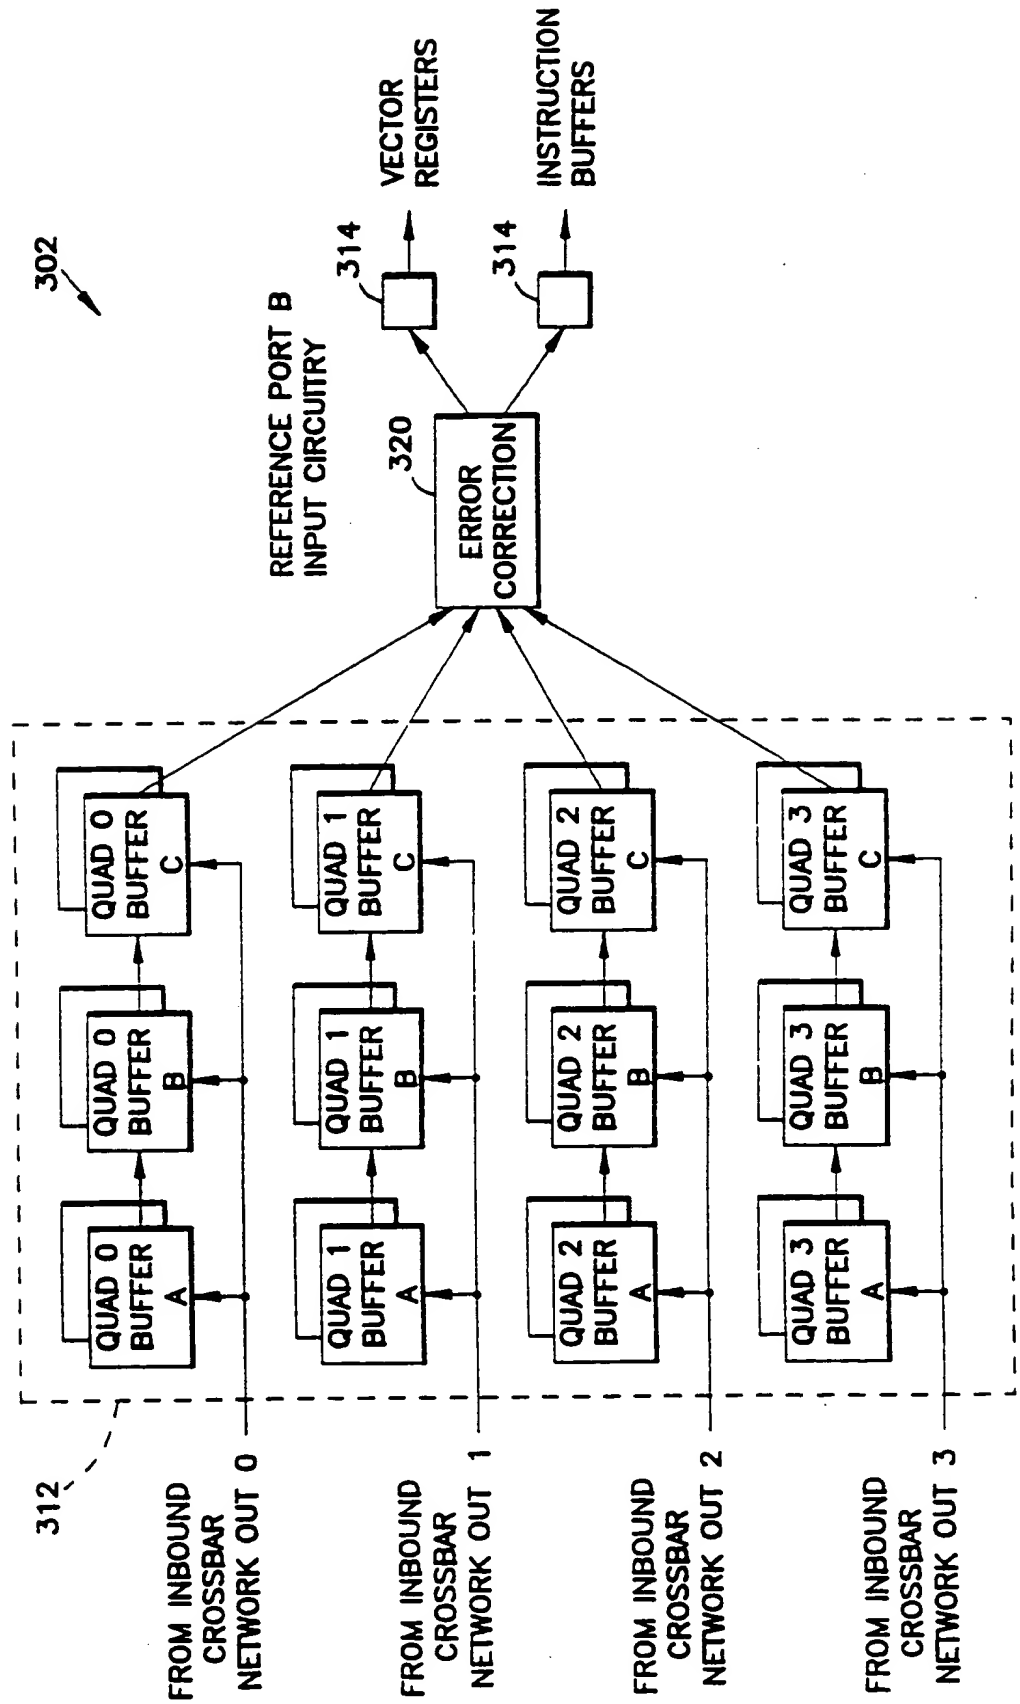 302
REFERENCE PORT B
INPUT CIRCUITRY
312
FROM INBOUND
CROSSBAR
NETWORK OUT 0
QUAD 0
BUFFER
A
QUAD 0
BUFFER
B
QUAD 0
BUFFER
C
FROM INBOUND
CROSSBAR
NETWORK OUT 1
QUAD 1
BUFFER
A
QUAD 1
BUFFER
B
QUAD 1
BUFFER
C
FROM INBOUND
CROSSBAR
NETWORK OUT 2
QUAD 2
BUFFER
A
QUAD 2
BUFFER
B
QUAD 2
BUFFER
C
FROM INBOUND
CROSSBAR
NETWORK OUT 3
QUAD 3
BUFFER
A
QUAD 3
BUFFER
B
QUAD 3
BUFFER
C
320
ERROR
CORRECTION
314
VECTOR
REGISTERS
314
INSTRUCTION
BUFFERS